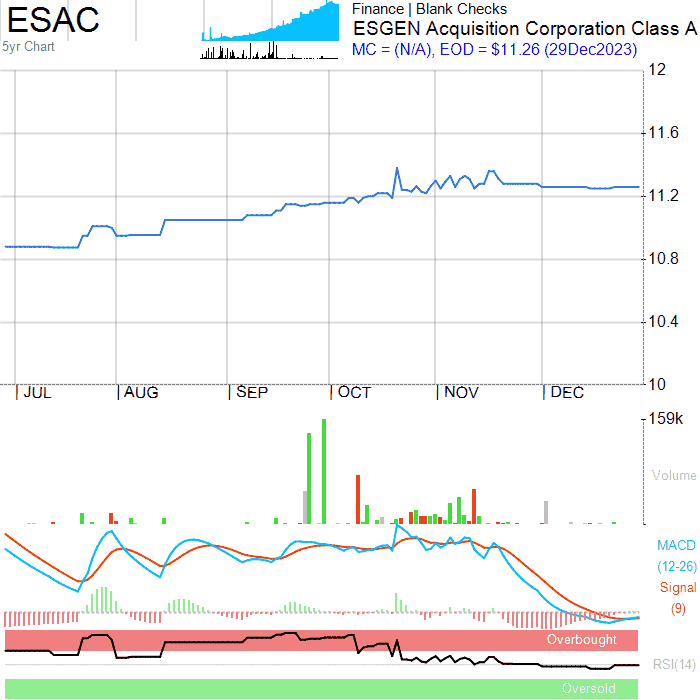 ESAC
5yr Chart
Finance | Blank Checks
ESGEN Acquisition Corporation Class A
MC = (N/A), EOD = $11.26 (29Dec2023)
12
11.6
11.2
10.8
10.4
10
| JUL | AUG | SEP | OCT | NOV | DEC
159k
Volume
MACD
(12-26)
Signal
(9)
Overbought
RSI(14)
Oversold